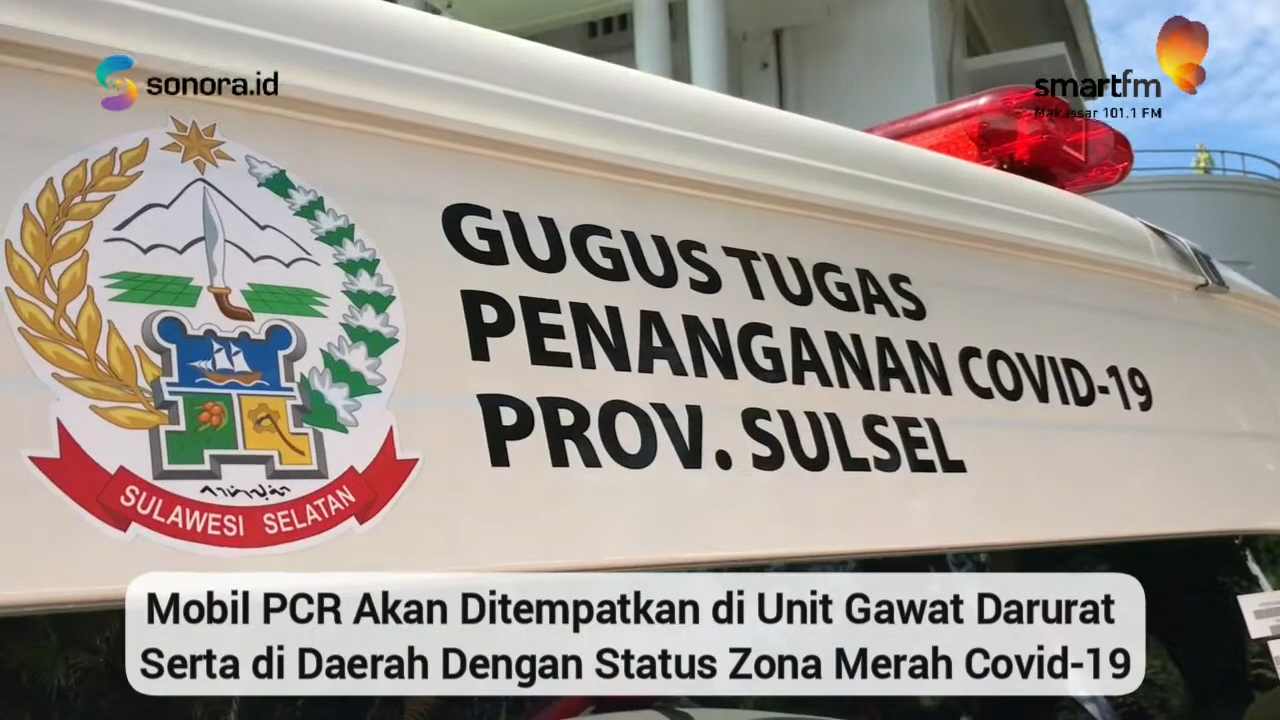 sonora.id
smartfm
Makassar 101.1 FM
GUGUS TUGAS
PENANGANAN COVID-19
PROV. SULSEL
SULAWESI SELATAN
Mobil PCR Akan Ditempatkan di Unit Gawat Darurat
Serta di Daerah Dengan Status Zona Merah Covid-19